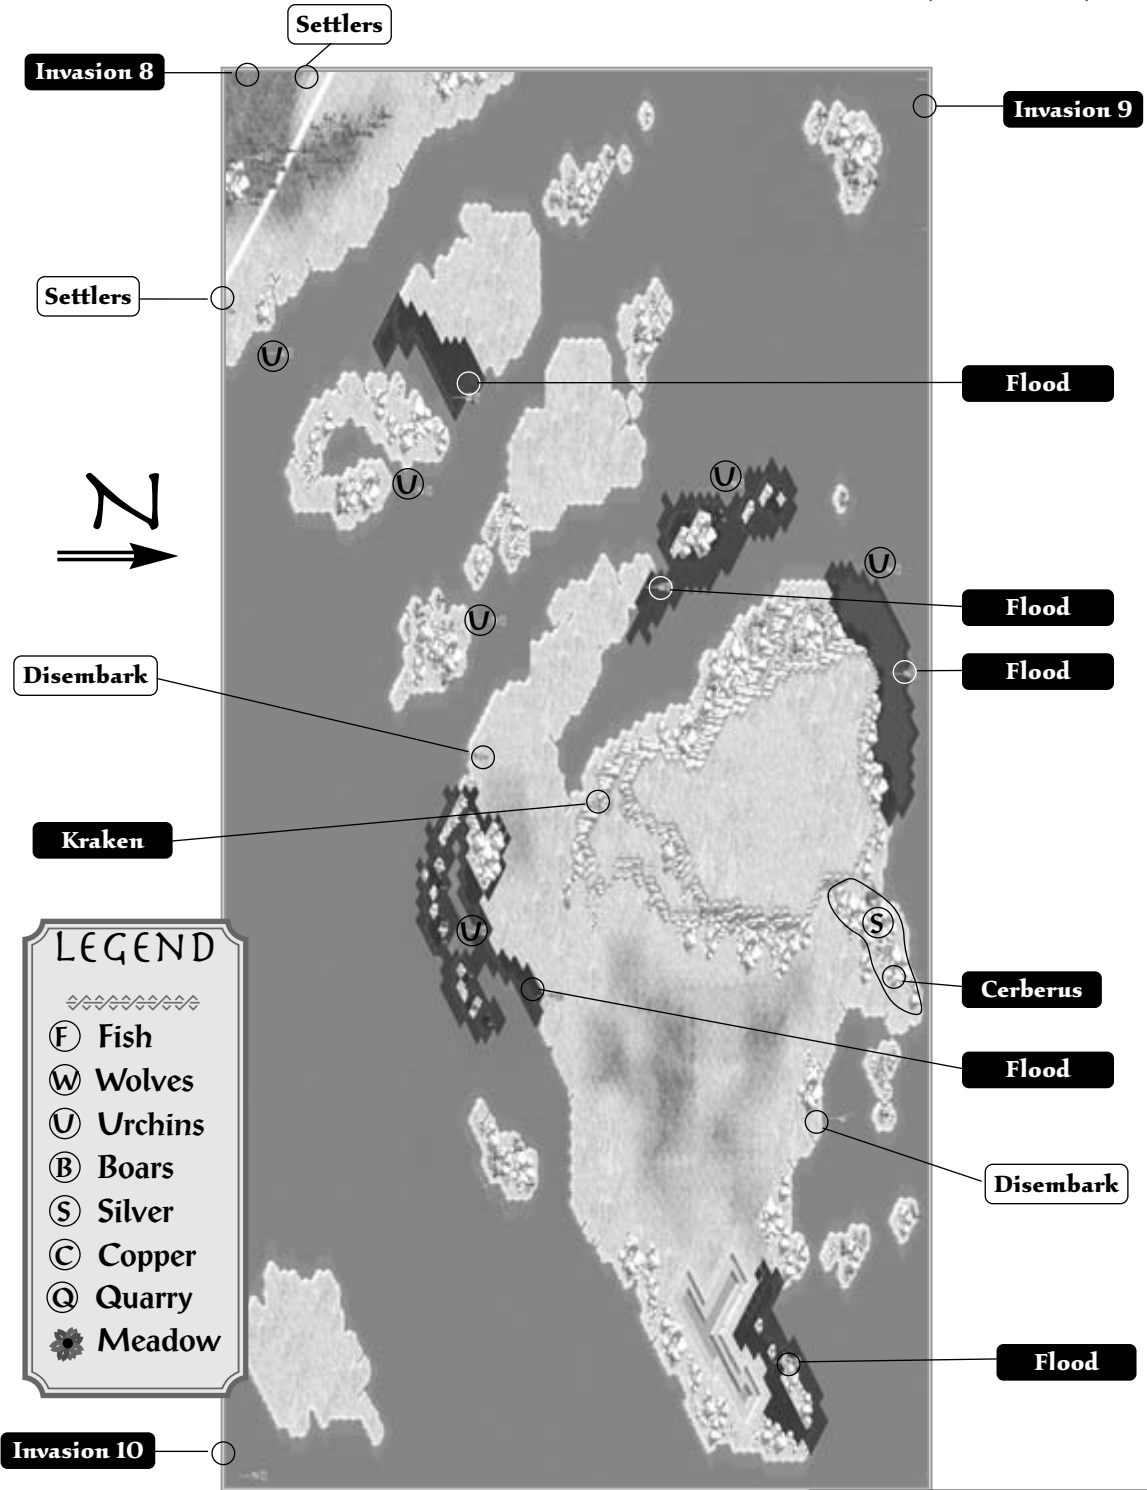 Settlers
Invasion 8
Invasion 9
Settlers
U
Flood
U
U
N
U
Flood
U
Disembark
Flood
Kraken
S
U
LEGEND
Cerberus
F Fish
W Wolves
Flood
U Urchins
B Boars
Disembark
S Silver
C Copper
Q Quarry
Meadow
Flood
Invasion 10